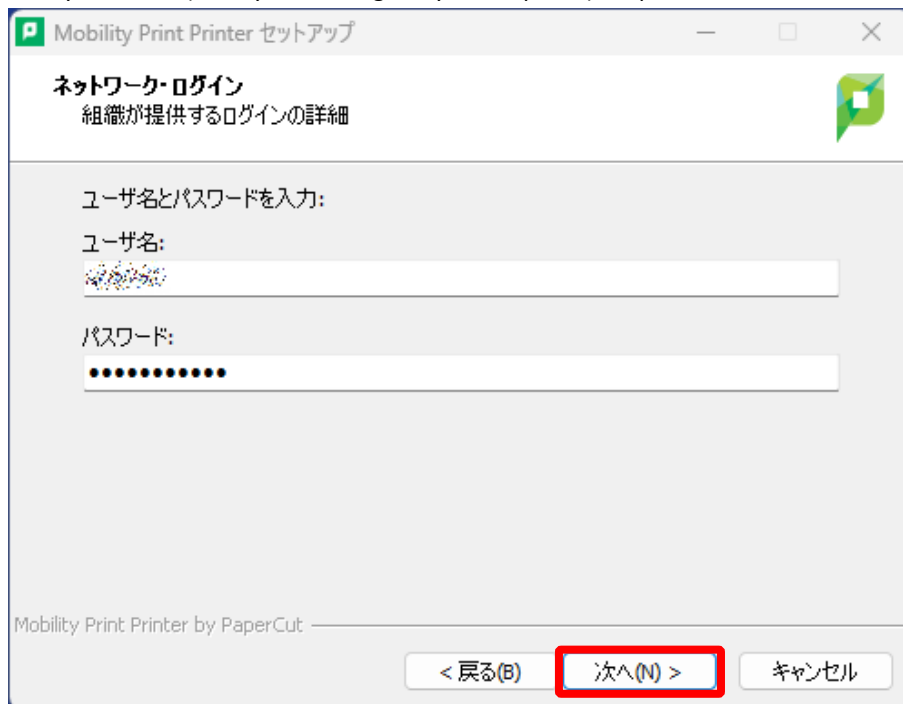 Mobility Print Printer セットアップ
ネットワーク・ログイン
組織が提供するログインの詳細
ユーザ名とパスワードを入力:
ユーザ名:
パスワード:
●●●●●●●●●●●
Mobility Print Printer by PaperCut
< 戻る(B)
次へ(N) >
キャンセル